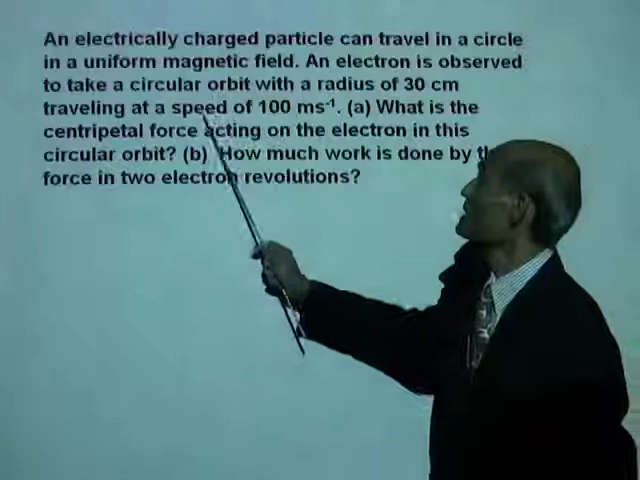 An electrically charged particle can travel in a circle
in a uniform magnetic field. An electron is observed
to take a circular orbit with a radius of 30 cm
traveling at a speed of 100 ms⁻¹. (a) What is the
centripetal force acting on the electron in this
circular orbit? (b) How much work is done by
force in two electron revolutions?